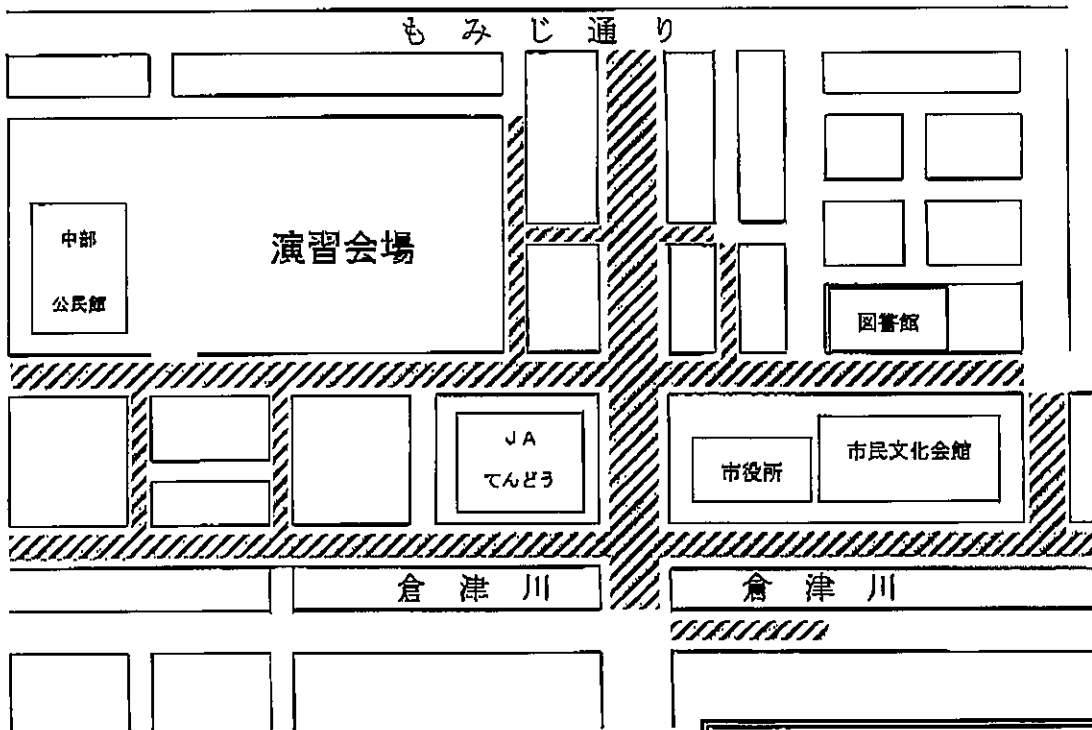 もみじ通り
中部
公民館
演習会場
図書館
JA
てんどう
市役所
市民文化会館
倉津川
倉津川